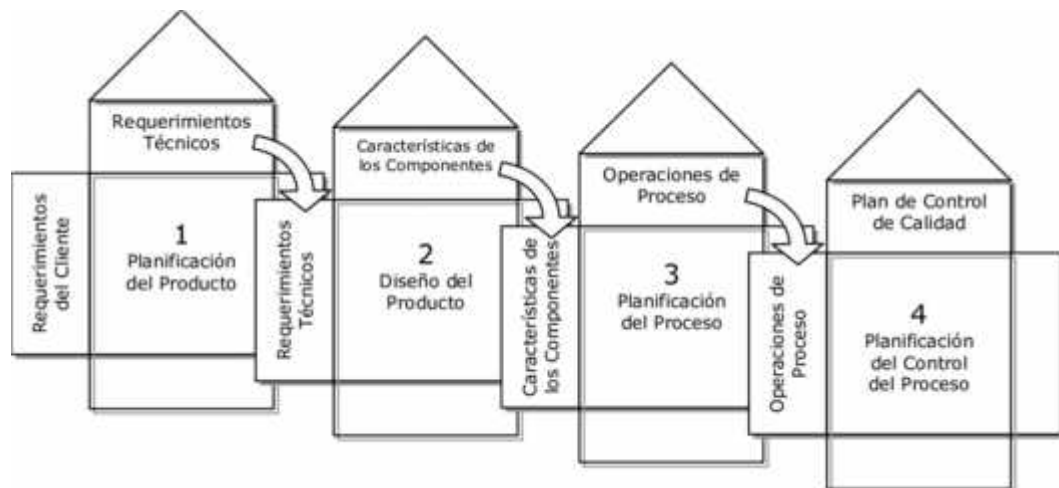 Requerimientos
Técnicos
Requerimientos
del Cliente
1
Planificación
del Producto
Características de
los Componentes
Requerimientos
Técnicos
2
Diseño del
Producto
Operaciones de
Proceso
Características de
los Componentes
3
Planificación
del Proceso
Plan de Control
de Calidad
Operaciones de
Proceso
4
Planificación
del Control
del Proceso